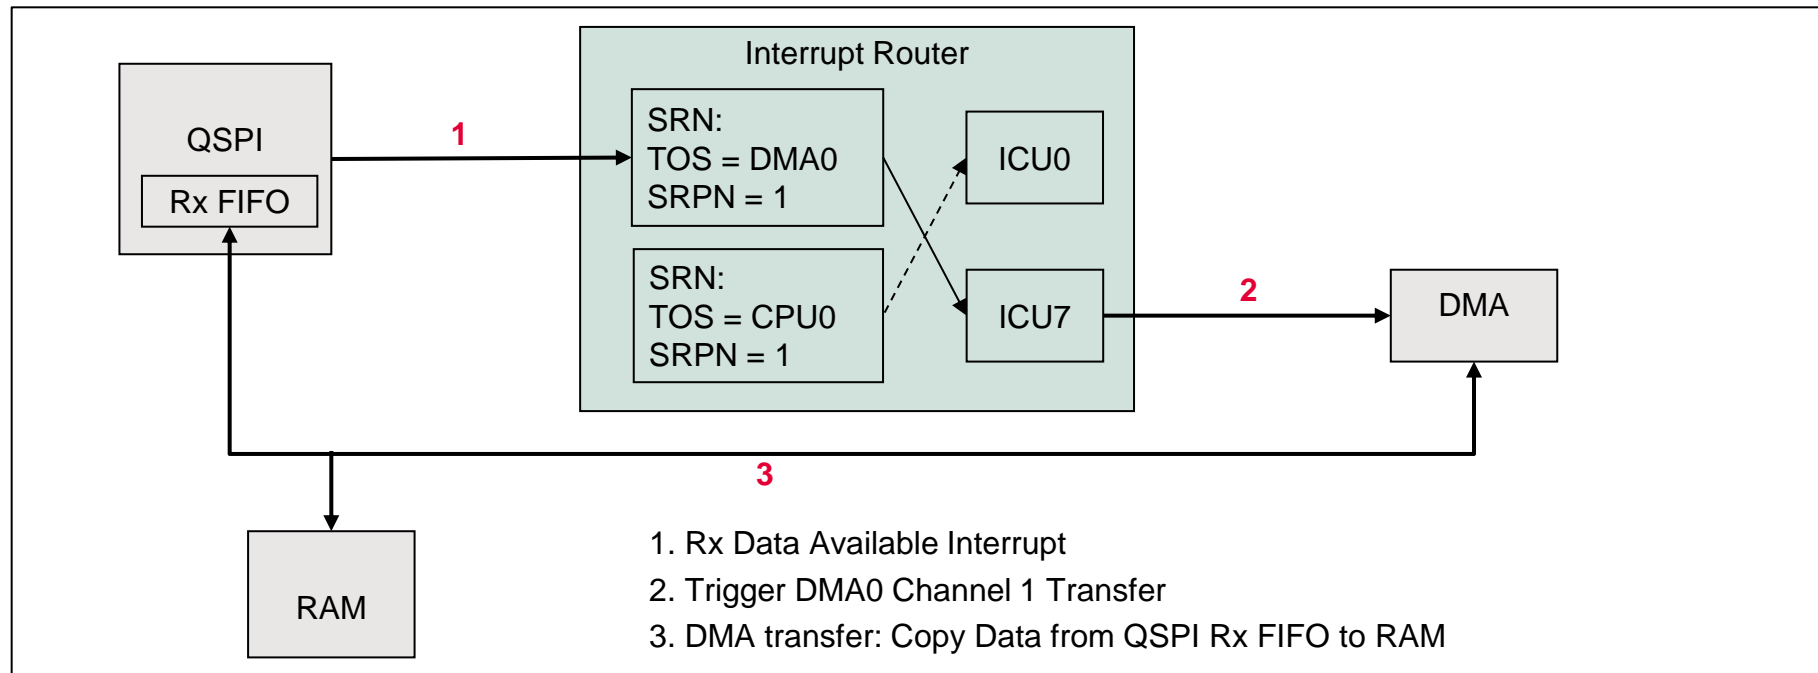 Interrupt Router
QSPI
Rx FIFO
1
SRN:
TOS = DMA0
SRPN = 1
ICU0
SRN:
TOS = CPU0
SRPN = 1
ICU7
2
DMA
3
RAM
1. Rx Data Available Interrupt
2. Trigger DMA0 Channel 1 Transfer
3. DMA transfer: Copy Data from QSPI Rx FIFO to RAM